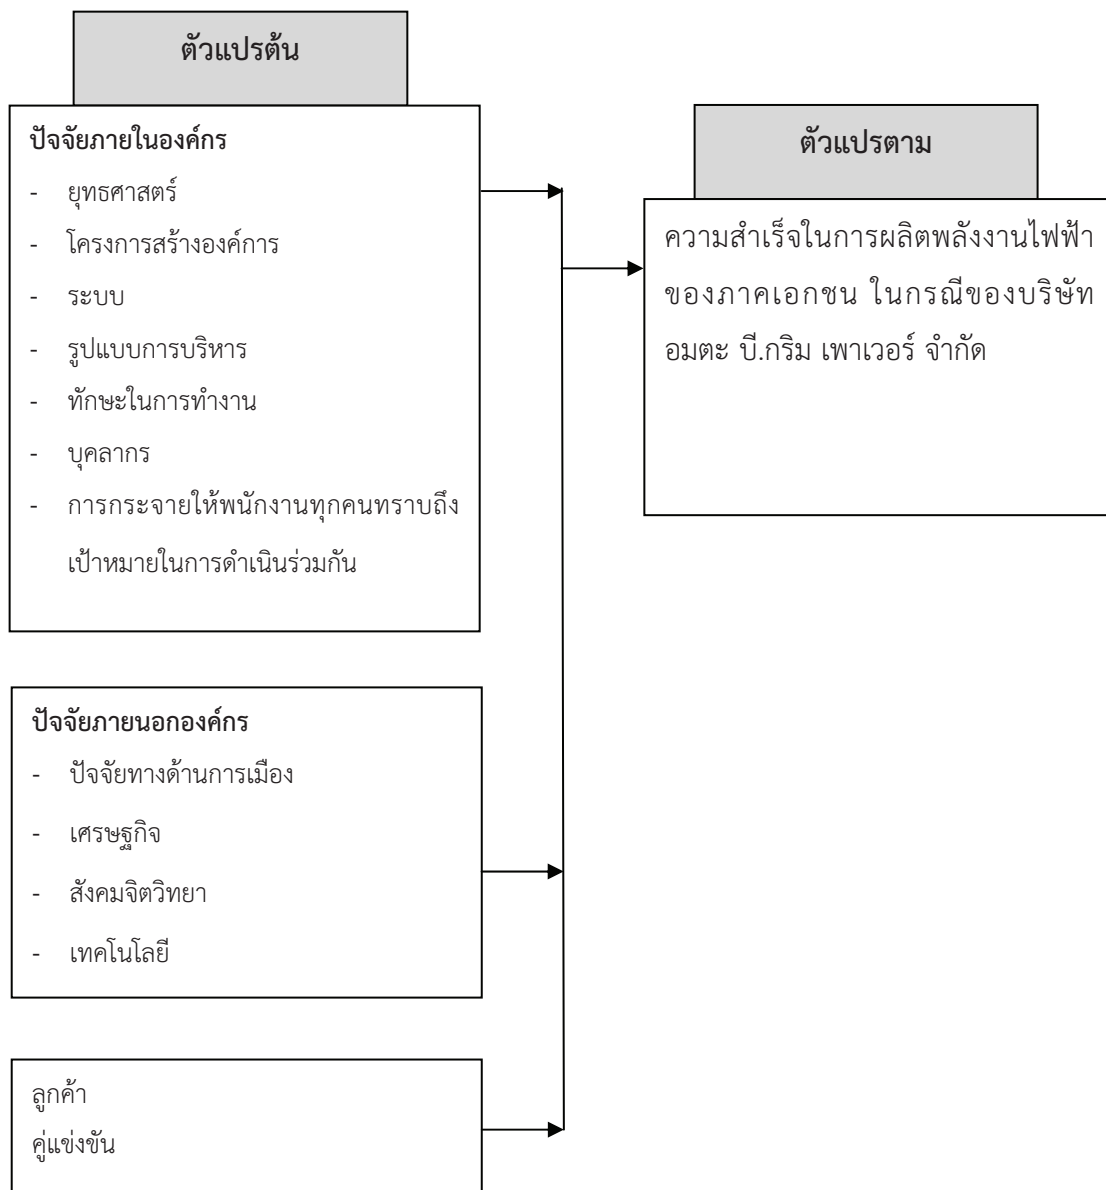 ตัวแปรต้น
ปัจจัยภายในองค์กร
- ยุทธศาสตร์
- โครงการสร้างองค์การ
- ระบบ
- รูปแบบการบริหาร
- ทักษะในการทำงาน
- บุคลากร
- การกระจายให้พนักงานทุกคนทราบถึง
เป้าหมายในการดำเนินร่วมกัน
ปัจจัยภายนอกองค์กร
- ปัจจัยทางด้านการเมือง
- เศรษฐกิจ
- สังคมจิตวิทยา
- เทคโนโลยี
ลูกค้า
คู่แข่งขัน
ตัวแปรตาม
ความสำเร็จในการผลิตพลังงานไฟฟ้า
ของภาคเอกชน ในกรณีของบริษัท
อมตะ บี.กริม เพาเวอร์ จำกัด